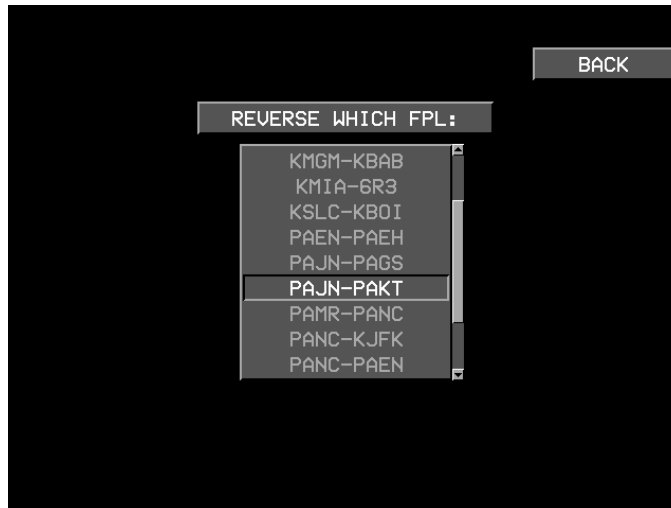 BACK
REVERSE WHICH FPL:
KMGM-KBAB
KMIA-6R3
KSLC-KBOI
PAEN-PAEH
PAJN-PAGS
PAJN-PAKT
PAMR-PANC
PANC-KJFK
PANC-PAEN